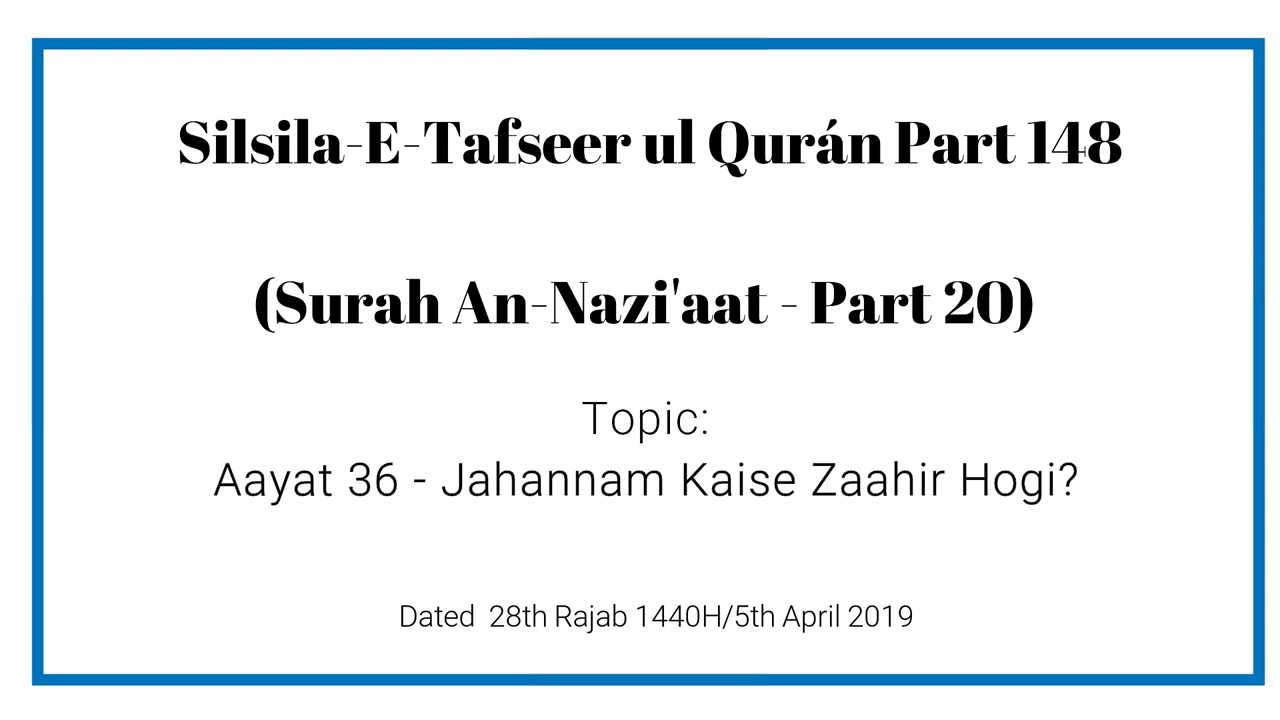 Silsila-E-Tafseer ul Qurán Part 148
(Surah An-Nazi'aat - Part 20)
Topic:
Aayat 36 - Jahannam Kaise Zaahir Hogi?
Dated 28th Rajab 1440H/5th April 2019